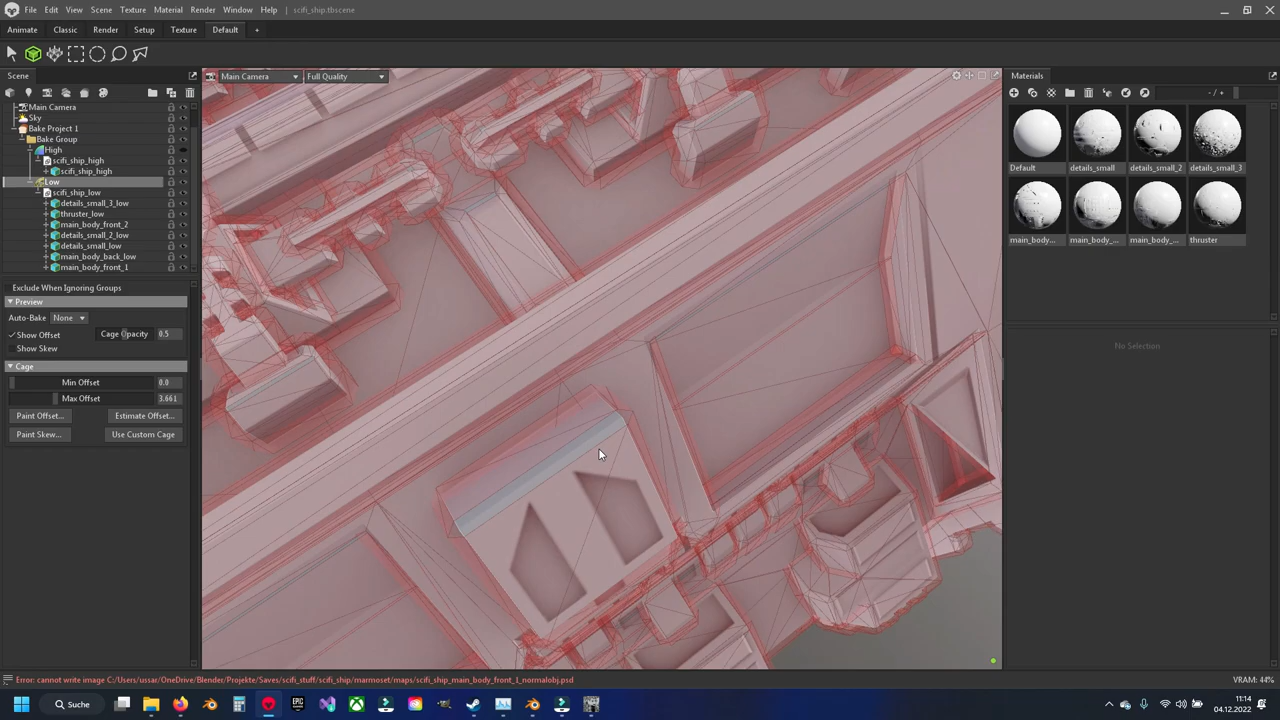 File Edit View Scene Texture Material Render Window Help scifi_ship.tbscene
Animate Classic Render Setup Texture Default +
Scene
Main Camera Full Quality
Materials
- / +
Main Camera
Sky
Bake Project 1
Bake Group
High
scifi_ship_high
scifi_ship_high
Low
scifi_ship_low
details_small_3_low
thruster_low
main_body_front_2
details_small_2_low
details_small_low
main_body_back_low
main_body_front_1
Default details_small details_small_2 details_small_3
main_body... main_body_... main_body_... thruster
Exclude When Ignoring Groups
Preview
Auto-Bake None
Show Offset Cage Opacity 0.5
Show Skew
Cage
Min Offset 0.0
Max Offset 3.661
Paint Offset... Estimate Offset...
Paint Skew... Use Custom Cage
No Selection
Error: cannot write image C:/Users/ussar/OneDrive/Blender/Projekte/Saves/scifi_stuff/scifi_ship/marmoset/maps/scifi_ship_main_body_front_1_normalobj.psd
VRAM: 44%
Suche
EPIC GAMES
11:14
04.12.2022